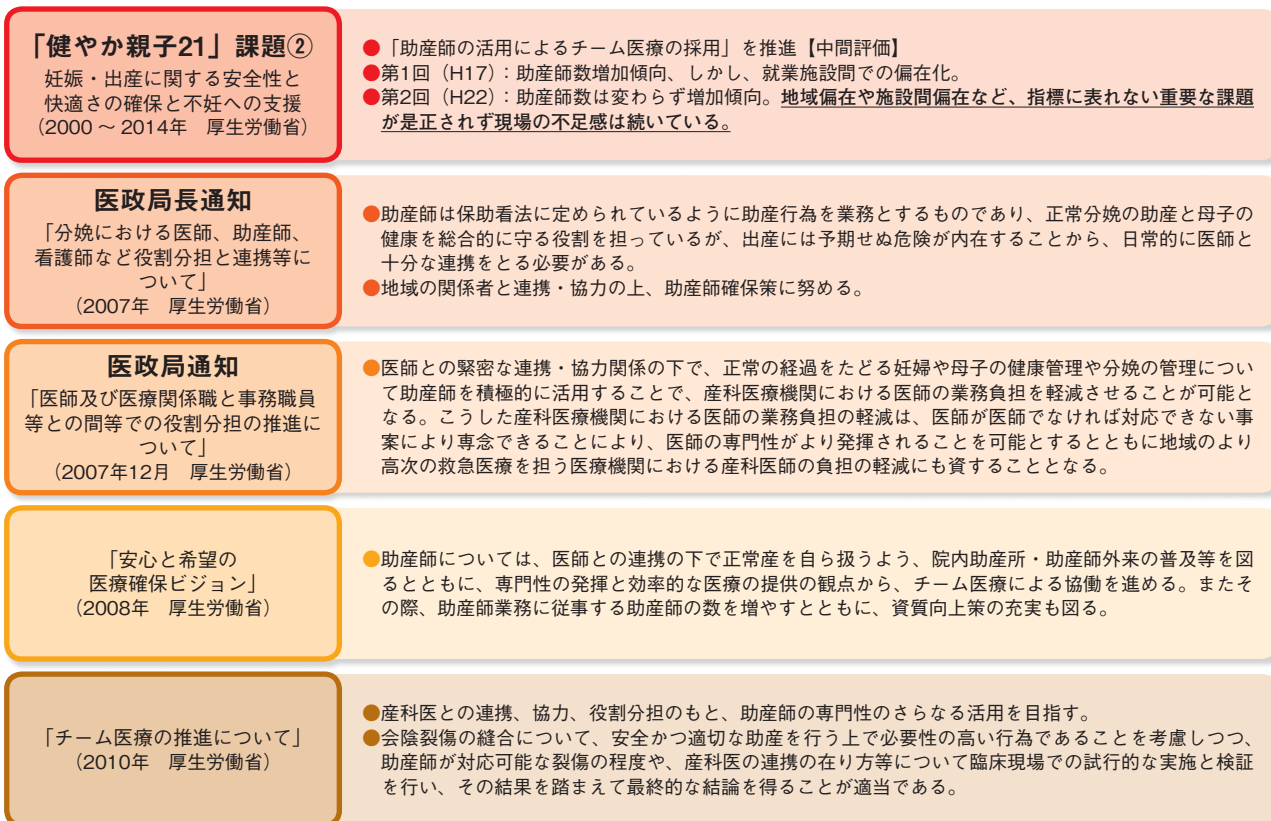 「健やか親子21」課題②
妊娠・出産に関する安全性と
快適さの確保と不妊への支援
（2000 ～ 2014年　厚生労働省）
●「助産師の活用によるチーム医療の採用」を推進【中間評価】
●第1回（H17）：助産師数増加傾向、しかし、就業施設間での偏在化。
●第2回（H22）：助産師数は変わらず増加傾向。地域偏在や施設間偏在など、指標に表れない重要な課題
が是正されず現場の不足感は続いている。
医政局長通知
「分娩における医師、助産師、
看護師など役割分担と連携等に
ついて」
（2007年　厚生労働省）
●助産師は保助看法に定められているように助産行為を業務とするものであり、正常分娩の助産と母子の
健康を総合的に守る役割を担っているが、出産には予期せぬ危険が内在することから、日常的に医師と
十分な連携をとる必要がある。
●地域の関係者と連携・協力の上、助産師確保策に努める。
医政局通知
「医師及び医療関係職と事務職員
等との間等での役割分担の推進に
ついて」
（2007年12月　厚生労働省）
●医師との緊密な連携・協力関係の下で、正常の経過をたどる妊婦や母子の健康管理や分娩の管理につい
て助産師を積極的に活用することで、産科医療機関における医師の業務負担を軽減させることが可能と
なる。こうした産科医療機関における医師の業務負担の軽減は、医師が医師でなければ対応できない事
案により専念できることにより、医師の専門性がより発揮されることを可能とするとともに地域のより
高次の救急医療を担う医療機関における産科医師の負担の軽減にも資することとなる。
「安心と希望の
医療確保ビジョン」
（2008年　厚生労働省）
●助産師については、医師との連携の下で正常産を自ら扱うよう、院内助産所・助産師外来の普及等を図
るとともに、専門性の発揮と効率的な医療の提供の観点から、チーム医療による協働を進める。またそ
の際、助産師業務に従事する助産師の数を増やすとともに、資質向上策の充実も図る。
「チーム医療の推進について」
（2010年　厚生労働省）
●産科医との連携、協力、役割分担のもと、助産師の専門性のさらなる活用を目指す。
●会陰裂傷の縫合について、安全かつ適切な助産を行う上で必要性の高い行為であることを考慮しつつ、
助産師が対応可能な裂傷の程度や、産科医の連携の在り方等について臨床現場での試行的な実施と検証
を行い、その結果を踏まえて最終的な結論を得ることが適当である。